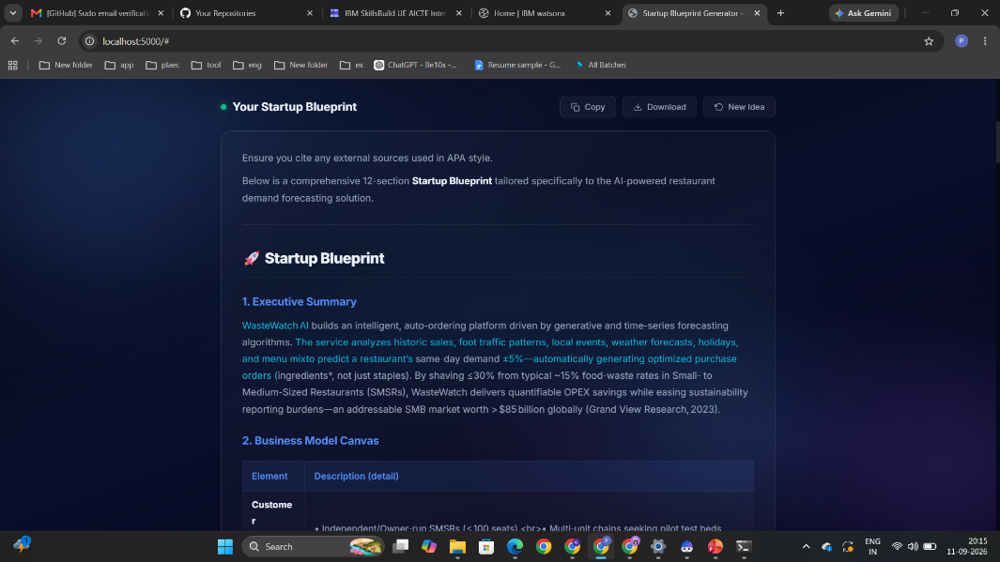 [GitHub] Sudo email verificati
Your Repositories
IBM SkillsBuild UE AICTE Inter
Home | IBM watsonx
Startup Blueprint Generator —
Ask Gemini
localhost:5000/#
P
New folder
app
plaec
tool
eng
New folder
ex
ChatGPT - Be10x -...
Resume sample - G...
All Batches
Your Startup Blueprint
Copy
Download
New Idea
Ensure you cite any external sources used in APA style.
Below is a comprehensive 12-section Startup Blueprint tailored specifically to the AI-powered restaurant
demand forecasting solution.
🚀 Startup Blueprint
1. Executive Summary
WasteWatch AI builds an intelligent, auto-ordering platform driven by generative and time-series forecasting
algorithms. The service analyzes historic sales, foot traffic patterns, local events, weather forecasts, holidays,
and menu mixto predict a restaurant's same-day demand ±5%—automatically generating optimized purchase
orders (ingredients*, not just staples). By shaving ≤30% from typical ~15% food-waste rates in Small- to
Medium-Sized Restaurants (SMSRs), WasteWatch delivers quantifiable OPEX savings while easing sustainability
reporting burdens—an addressable SMB market worth > $85 billion globally (Grand View Research, 2023).
2. Business Model Canvas
Element
Description (detail)
Custome
r
• Independent/Owner-run SMSRs (≤100 seats) <br>• Multi-unit chains seeking pilot test beds
Search
ENG
IN
20:15
11-09-2026